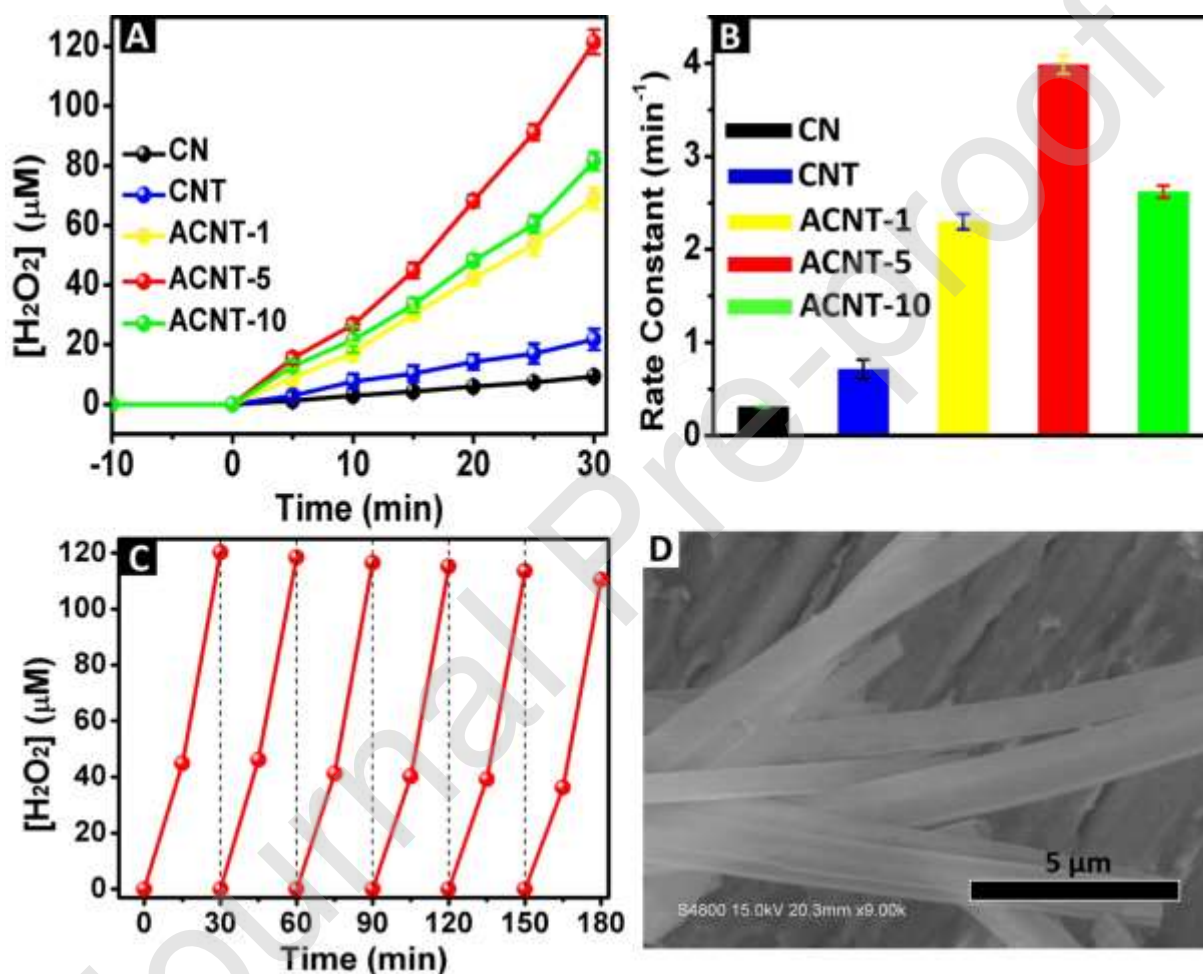 A
[H₂O₂] (μM)
120
100
80
60
40
20
0
CN
CNT
ACNT-1
ACNT-5
ACNT-10
-10 0 10 20 30
Time (min)
B
Rate Constant (min⁻¹)
4
3
2
1
0
CN
CNT
ACNT-1
ACNT-5
ACNT-10
C
[H₂O₂] (μM)
120
100
80
60
40
20
0
0 30 60 90 120 150 180
Time (min)
D
5 μm
S4800 15.0kV 20.3mm x9.00k
Journal Pre-proof